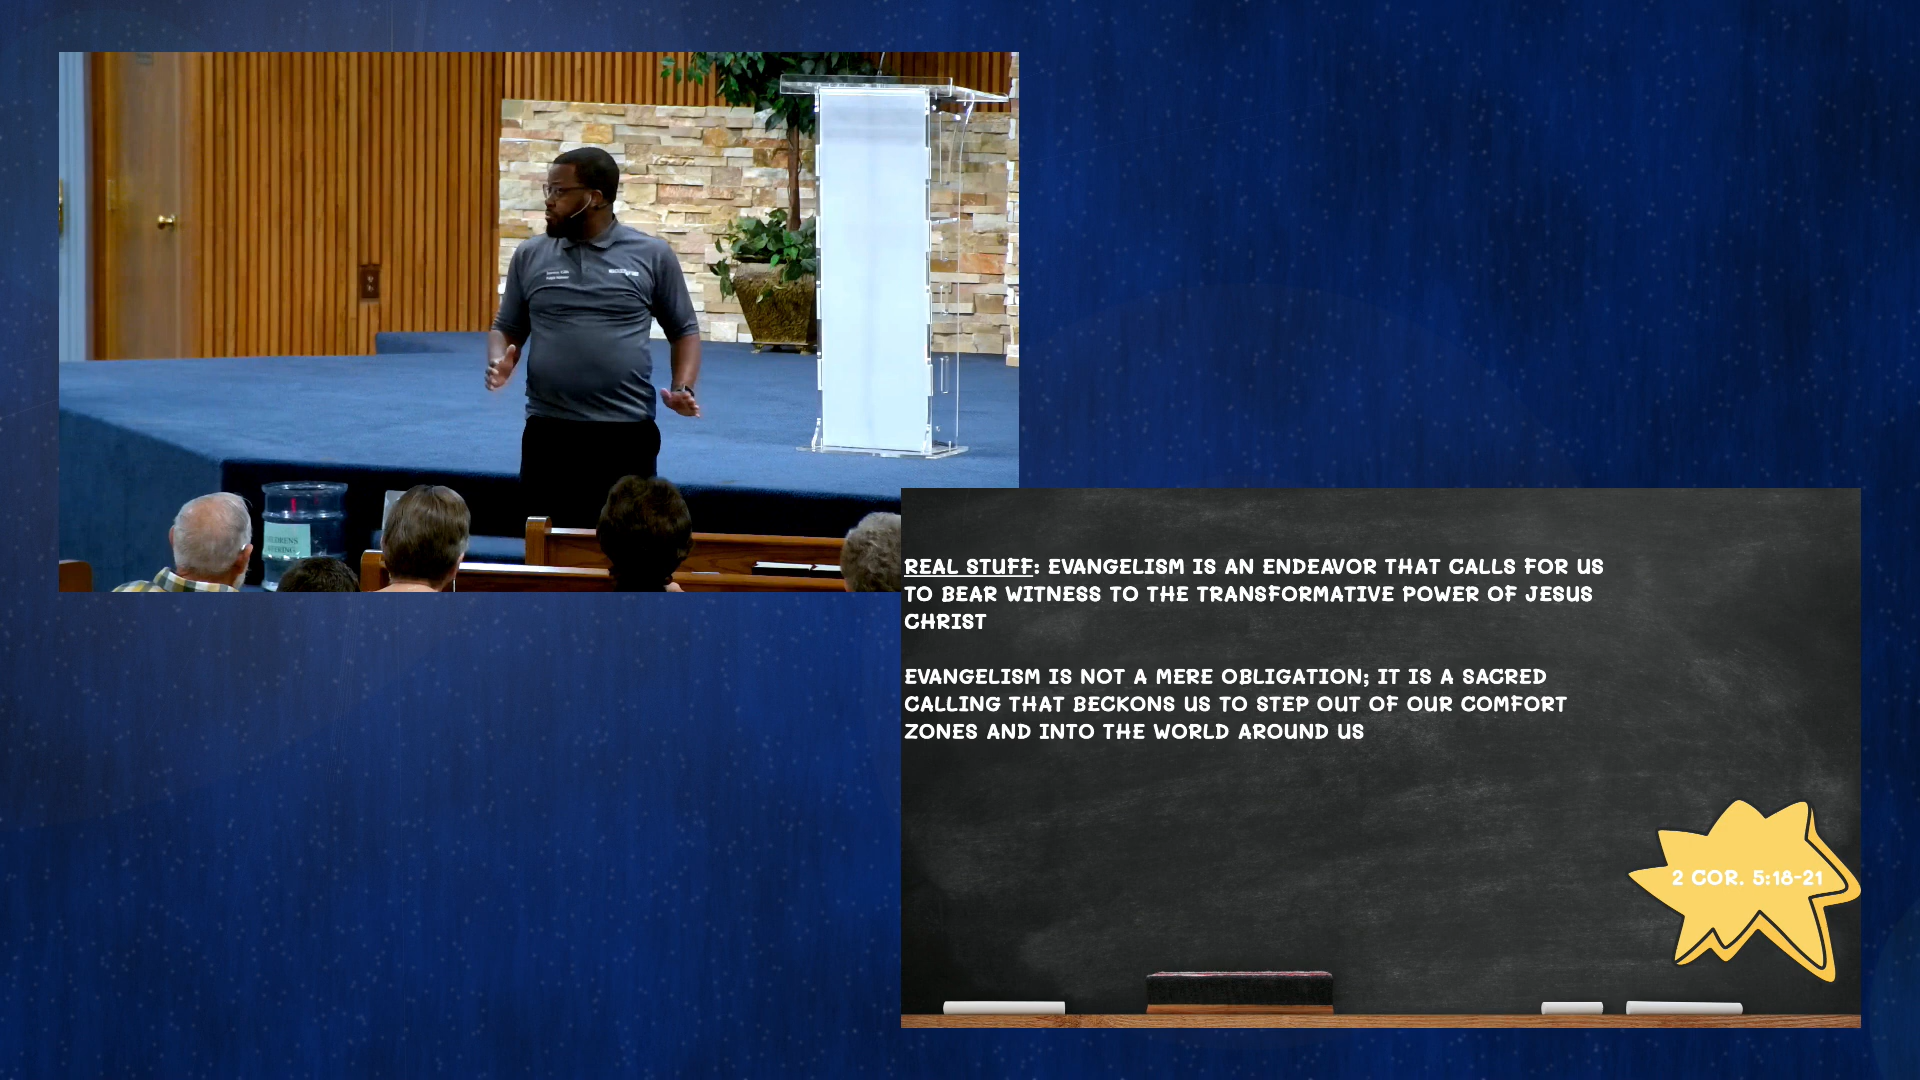 REAL STUFF: EVANGELISM IS AN ENDEAVOR THAT CALLS FOR US
TO BEAR WITNESS TO THE TRANSFORMATIVE POWER OF JESUS
CHRIST
EVANGELISM IS NOT A MERE OBLIGATION; IT IS A SACRED
CALLING THAT BECKONS US TO STEP OUT OF OUR COMFORT
ZONES AND INTO THE WORLD AROUND US
2 COR. 5:18-21